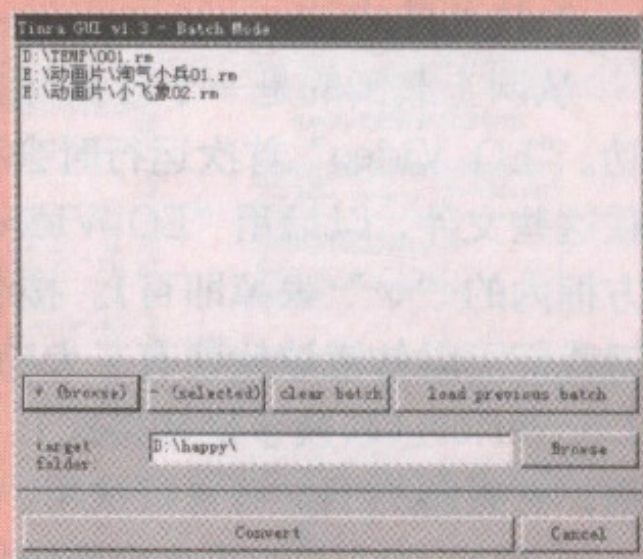 Tinra GUI v1.3 - Batch Mode
D:\TEMP\001.rm
E:\动画片\淘气小兵01.rm
E:\动画片\小飞象02.rm
+ (browse) - (selected) clear batch load previous batch
target folder
D:\happy\ Browse
Convert Cancel